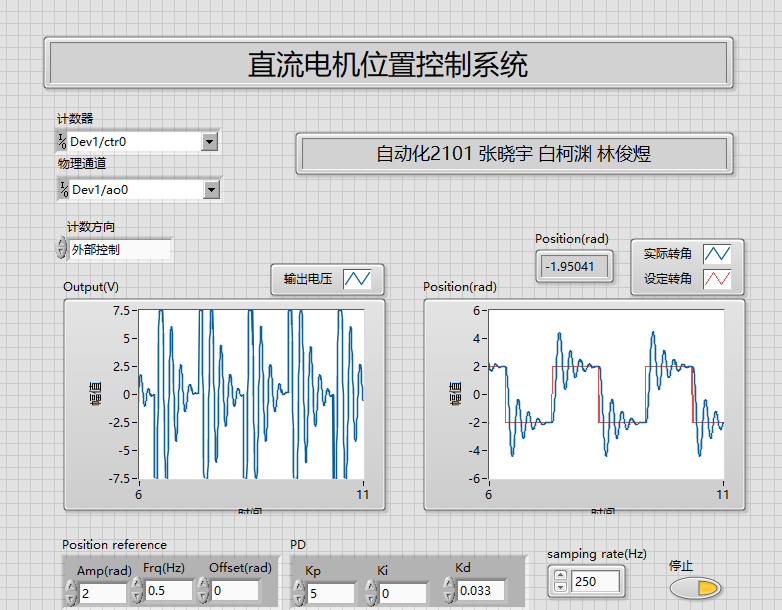 直流电机位置控制系统
计数器
Dev1/ctr0
自动化2101 张晓宇 白柯渊 林俊煜
物理通道
Dev1/ao0
计数方向
外部控制
Position(rad)
-1.95041
实际转角
设定转角
Output(V)
输出电压
Position(rad)
7.5
5
2.5
0
-2.5
-5
-7.5
幅值
6
11
时间
6
4
2
0
-2
-4
-6
幅值
6
11
时间
Position reference
Amp(rad)
Frq(Hz)
Offset(rad)
2
0.5
0
PD
Kp
Ki
Kd
5
0
0.033
samping rate(Hz)
250
停止